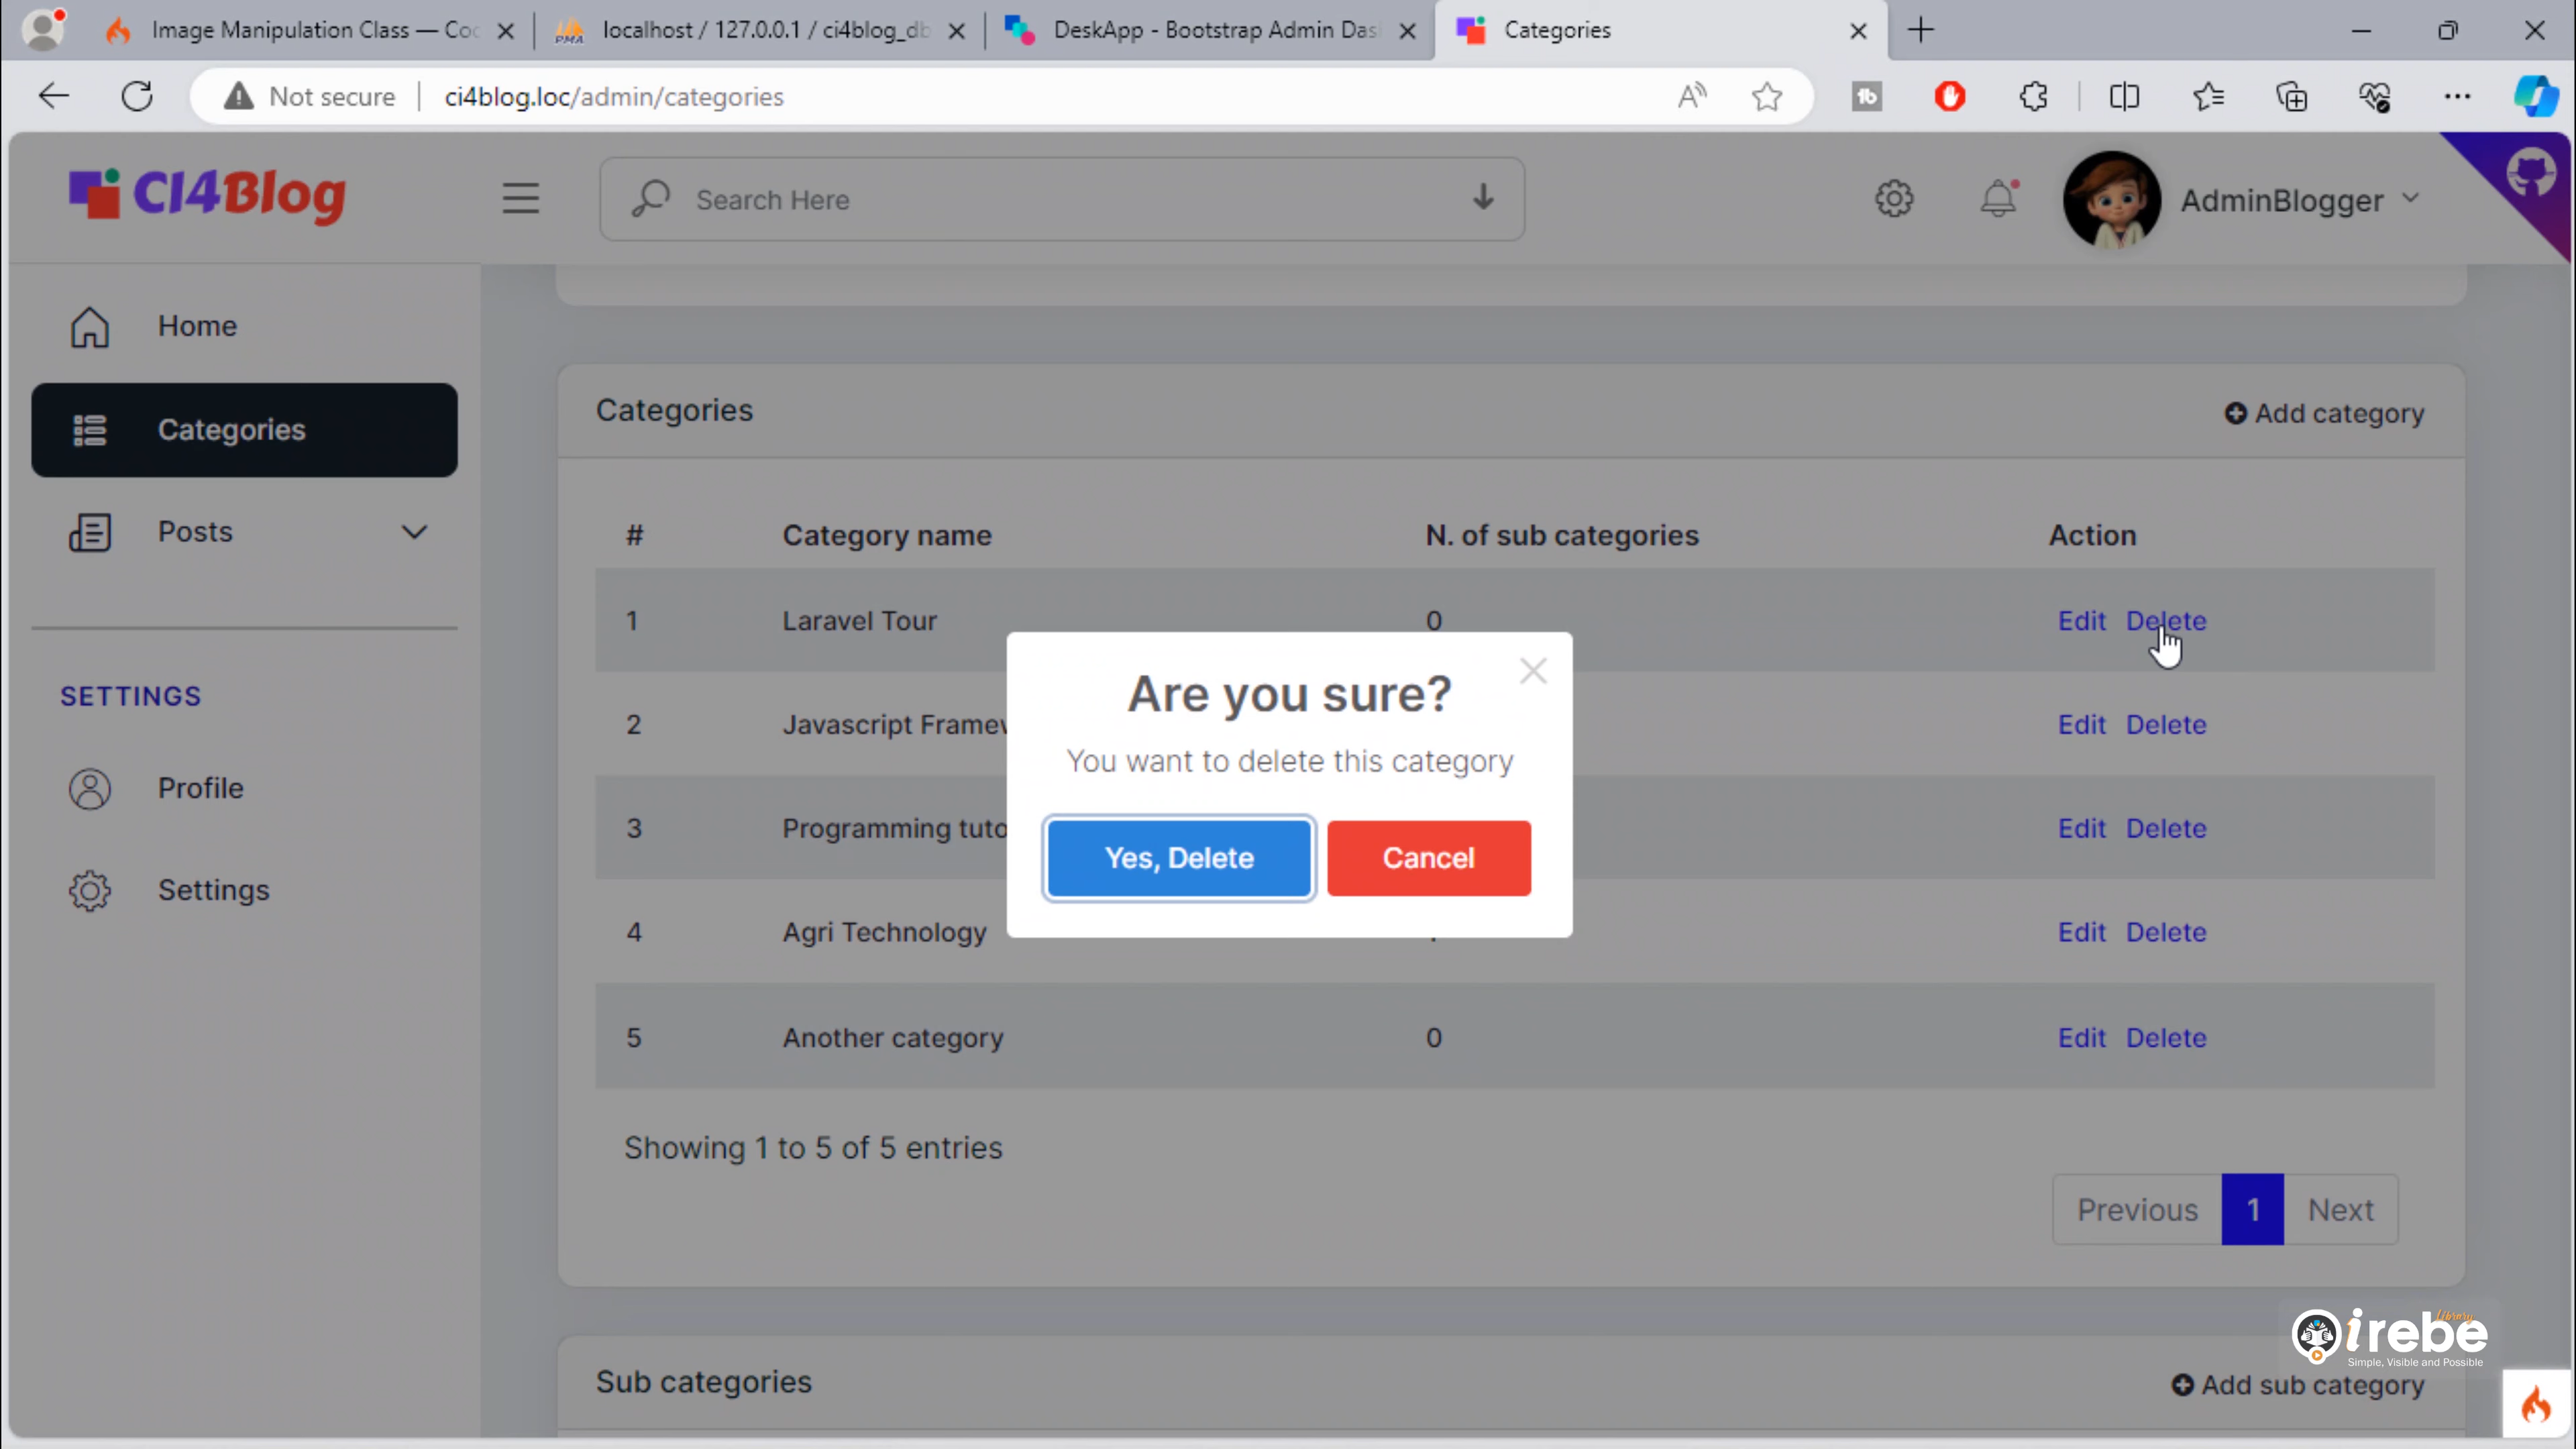 Image Manipulation Class — Coc
localhost / 127.0.0.1 / ci4blog_db
DeskApp - Bootstrap Admin Das
Categories
Not secure
ci4blog.loc/admin/categories
CI4Blog
Search Here
AdminBlogger
Home
Categories
Posts
SETTINGS
Profile
Settings
Categories
Add category
# Category name N. of sub categories Action
1 Laravel Tour 0 Edit Delete
2 Javascript Framew Edit Delete
3 Programming tuto Edit Delete
4 Agri Technology Edit Delete
5 Another category 0 Edit Delete
Are you sure?
You want to delete this category
Yes, Delete Cancel
Showing 1 to 5 of 5 entries
Previous 1 Next
Sub categories
Add sub category
irebe Library
Simple, Visible and Possible